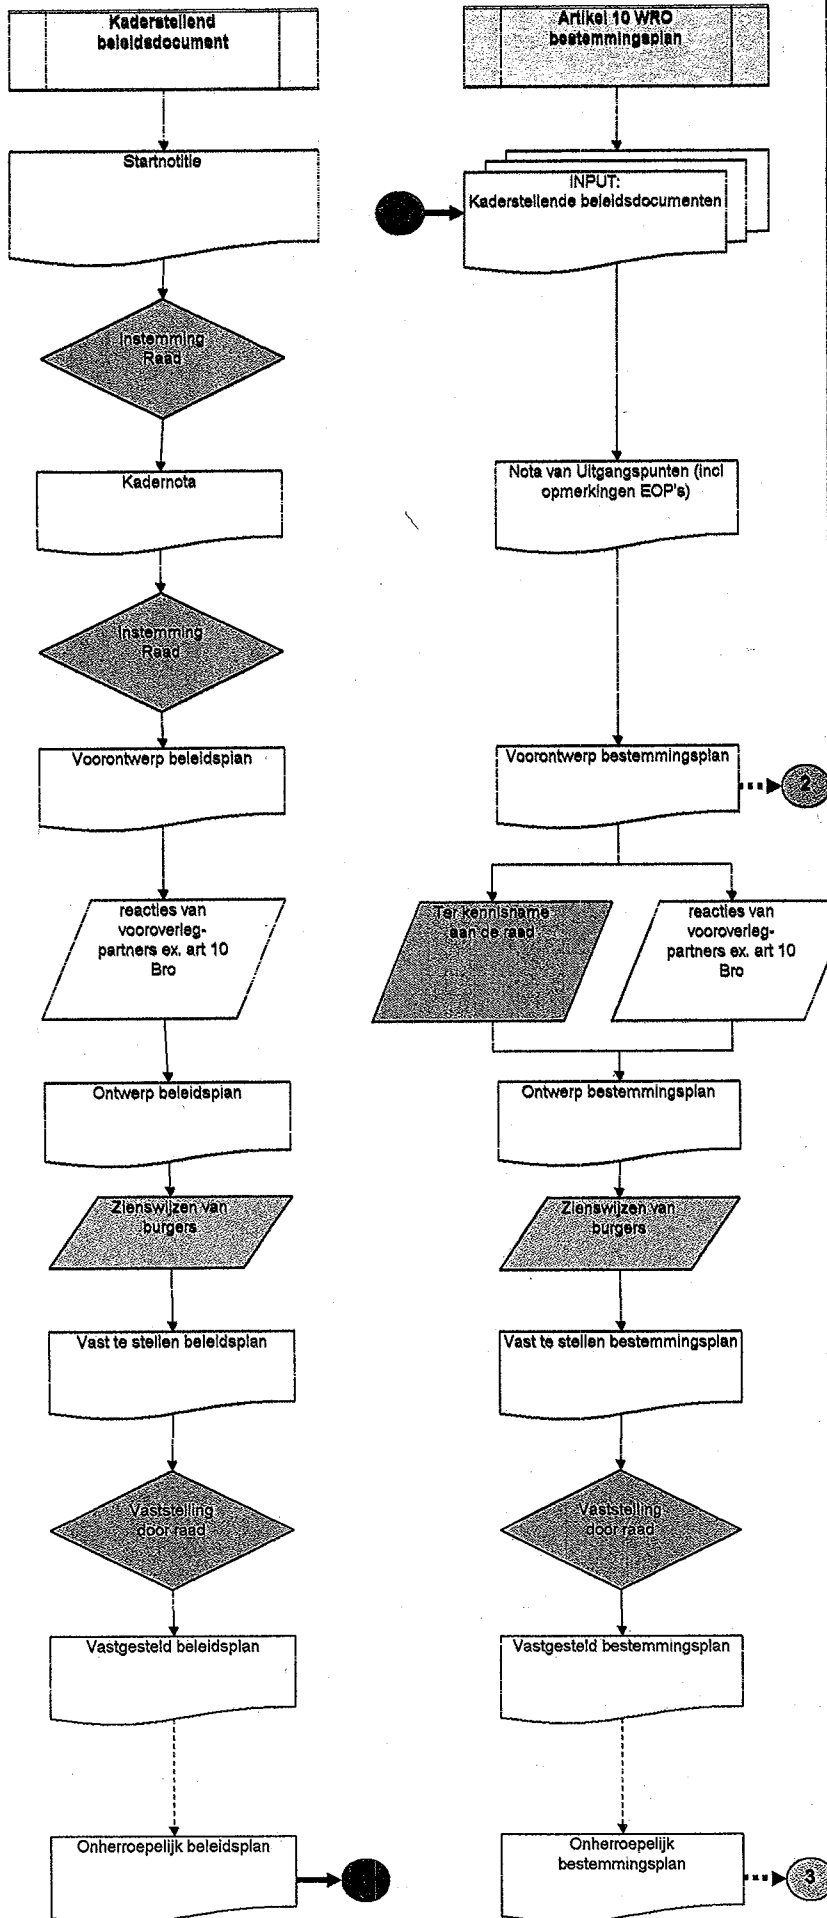 Kaderstellend
beleidsdocument
Startnotitie
Instemming
Raad
Kadernota
Instemming
Raad
Voorontwerp beleidsplan
reacties van
vooroverleg-
partners ex. art 10
Bro
Ontwerp beleidsplan
Zienswijzen van
burgers
Vast te stellen beleidsplan
Vaststelling
door raad
Vastgesteld beleidsplan
Onherroepelijk beleidsplan
Artikel 10 WRO
bestemmingsplan
INPUT:
Kaderstellende beleidsdocumenten
Nota van Uitgangspunten (incl
opmerkingen EOP's)
Voorontwerp bestemmingsplan
2
Ter kennisname
aan de raad
reacties van
vooroverleg-
partners ex. art 10
Bro
Ontwerp bestemmingsplan
Zienswijzen van
burgers
Vast te stellen bestemmingsplan
Vaststelling
door raad
Vastgesteld bestemmingsplan
Onherroepelijk
bestemmingsplan
3